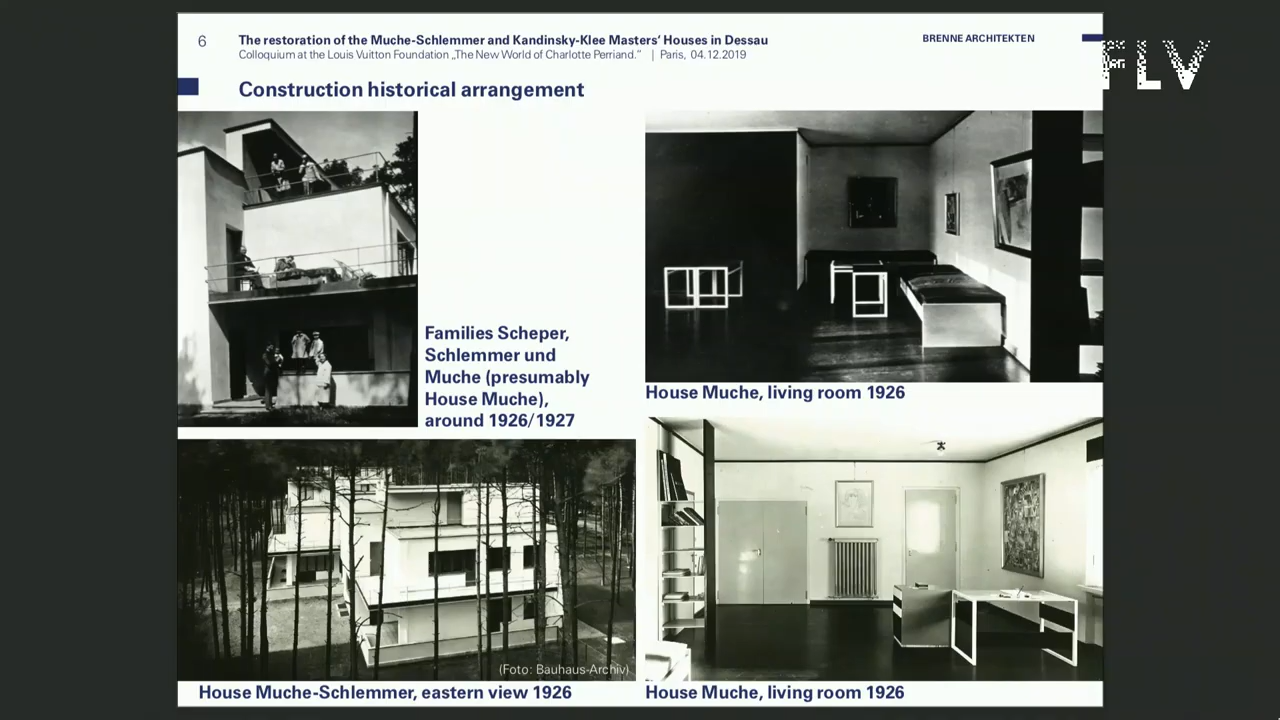 6
The restoration of the Muche-Schlemmer and Kandinsky-Klee Masters' Houses in Dessau
Colloquium at the Louis Vuitton Foundation „The New World of Charlotte Perriand." | Paris, 04.12.2019
BRENNE ARCHITEKTEN
FLV
Construction historical arrangement
Families Scheper,
Schlemmer und
Muche (presumably
House Muche),
around 1926/1927
House Muche, living room 1926
(Foto: Bauhaus-Archiv)
House Muche-Schlemmer, eastern view 1926
House Muche, living room 1926